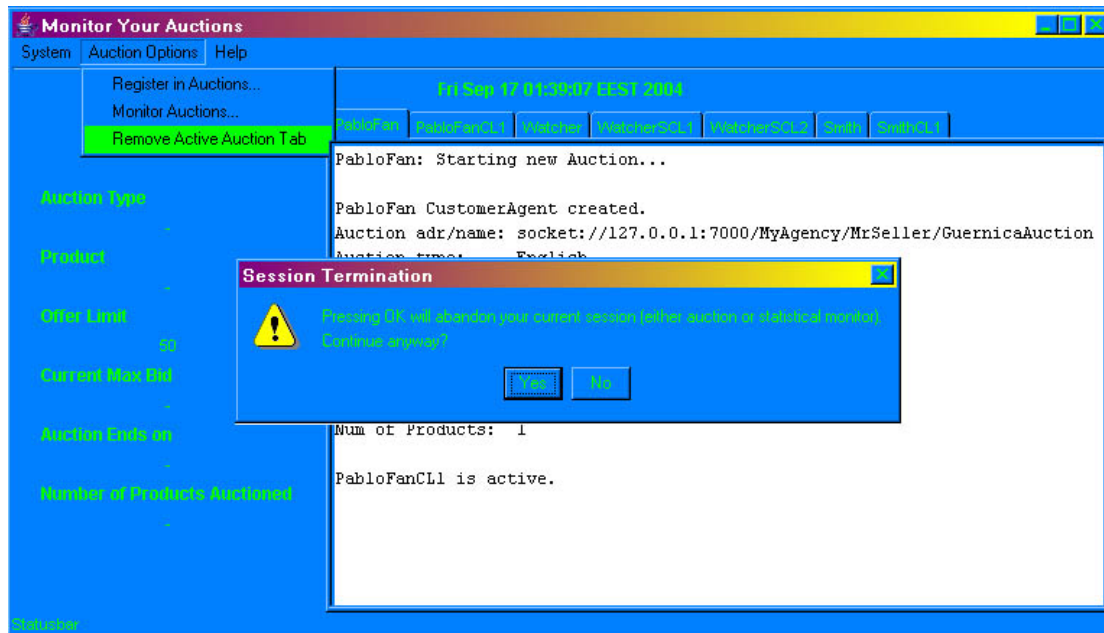 Monitor Your Auctions
System Auction Options Help
Register in Auctions...
Monitor Auctions...
Remove Active Auction Tab
Fri Sep 17 01:39:07 EEST 2004
PabloFan PabloFanCL1 Watcher WatcherSCL1 WatcherSCL2 Smith SmithCL1
PabloFan: Starting new Auction...
PabloFan CustomerAgent created.
Auction adr/name: socket://127.0.0.1:7000/MyAgency/MrSeller/GuernicaAuction
Auction type: English
Auction Type
-
Product
-
Offer Limit
50
Current Max Bid
-
Auction Ends on
-
Number of Products Auctioned
-
Session Termination
Pressing OK will abandon your current session (either auction or statistical monitor).
Continue anyway?
Yes No
Num of Products: 1
PabloFanCL1 is active.
Statusbar